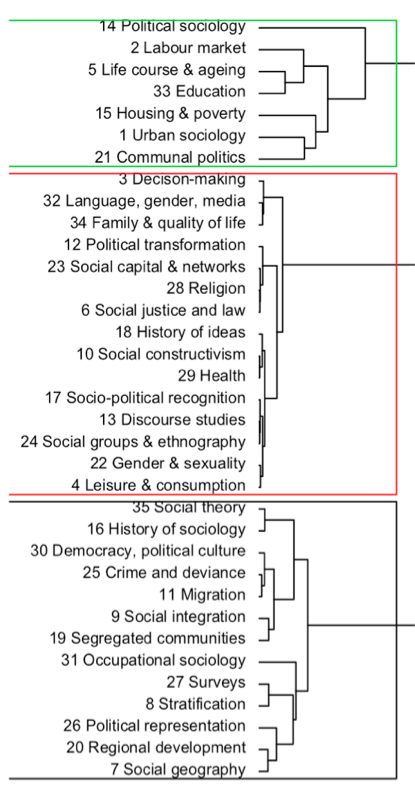 14 Political sociology
2 Labour market
5 Life course & ageing
33 Education
15 Housing & poverty
1 Urban sociology
21 Communal politics
3 Decison-making
32 Language, gender, media
34 Family & quality of life
12 Political transformation
23 Social capital & networks
28 Religion
6 Social justice and law
18 History of ideas
10 Social constructivism
29 Health
17 Socio-political recognition
13 Discourse studies
24 Social groups & ethnography
22 Gender & sexuality
4 Leisure & consumption
35 Social theory
16 History of sociology
30 Democracy, political culture
25 Crime and deviance
11 Migration
9 Social integration
19 Segregated communities
31 Occupational sociology
27 Surveys
8 Stratification
26 Political representation
20 Regional development
7 Social geography